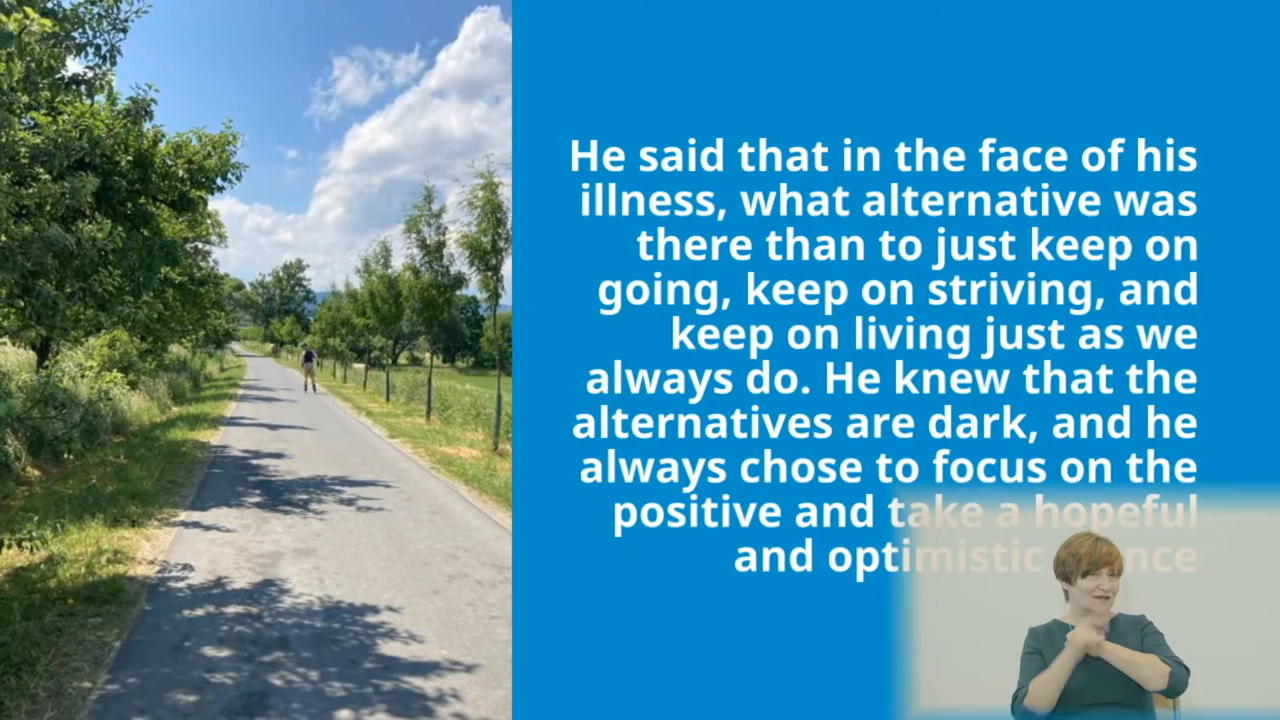 He said that in the face of his
illness, what alternative was
there than to just keep on
going, keep on striving, and
keep on living just as we
always do. He knew that the
alternatives are dark, and he
always chose to focus on the
positive and take a hopeful
and optimistic